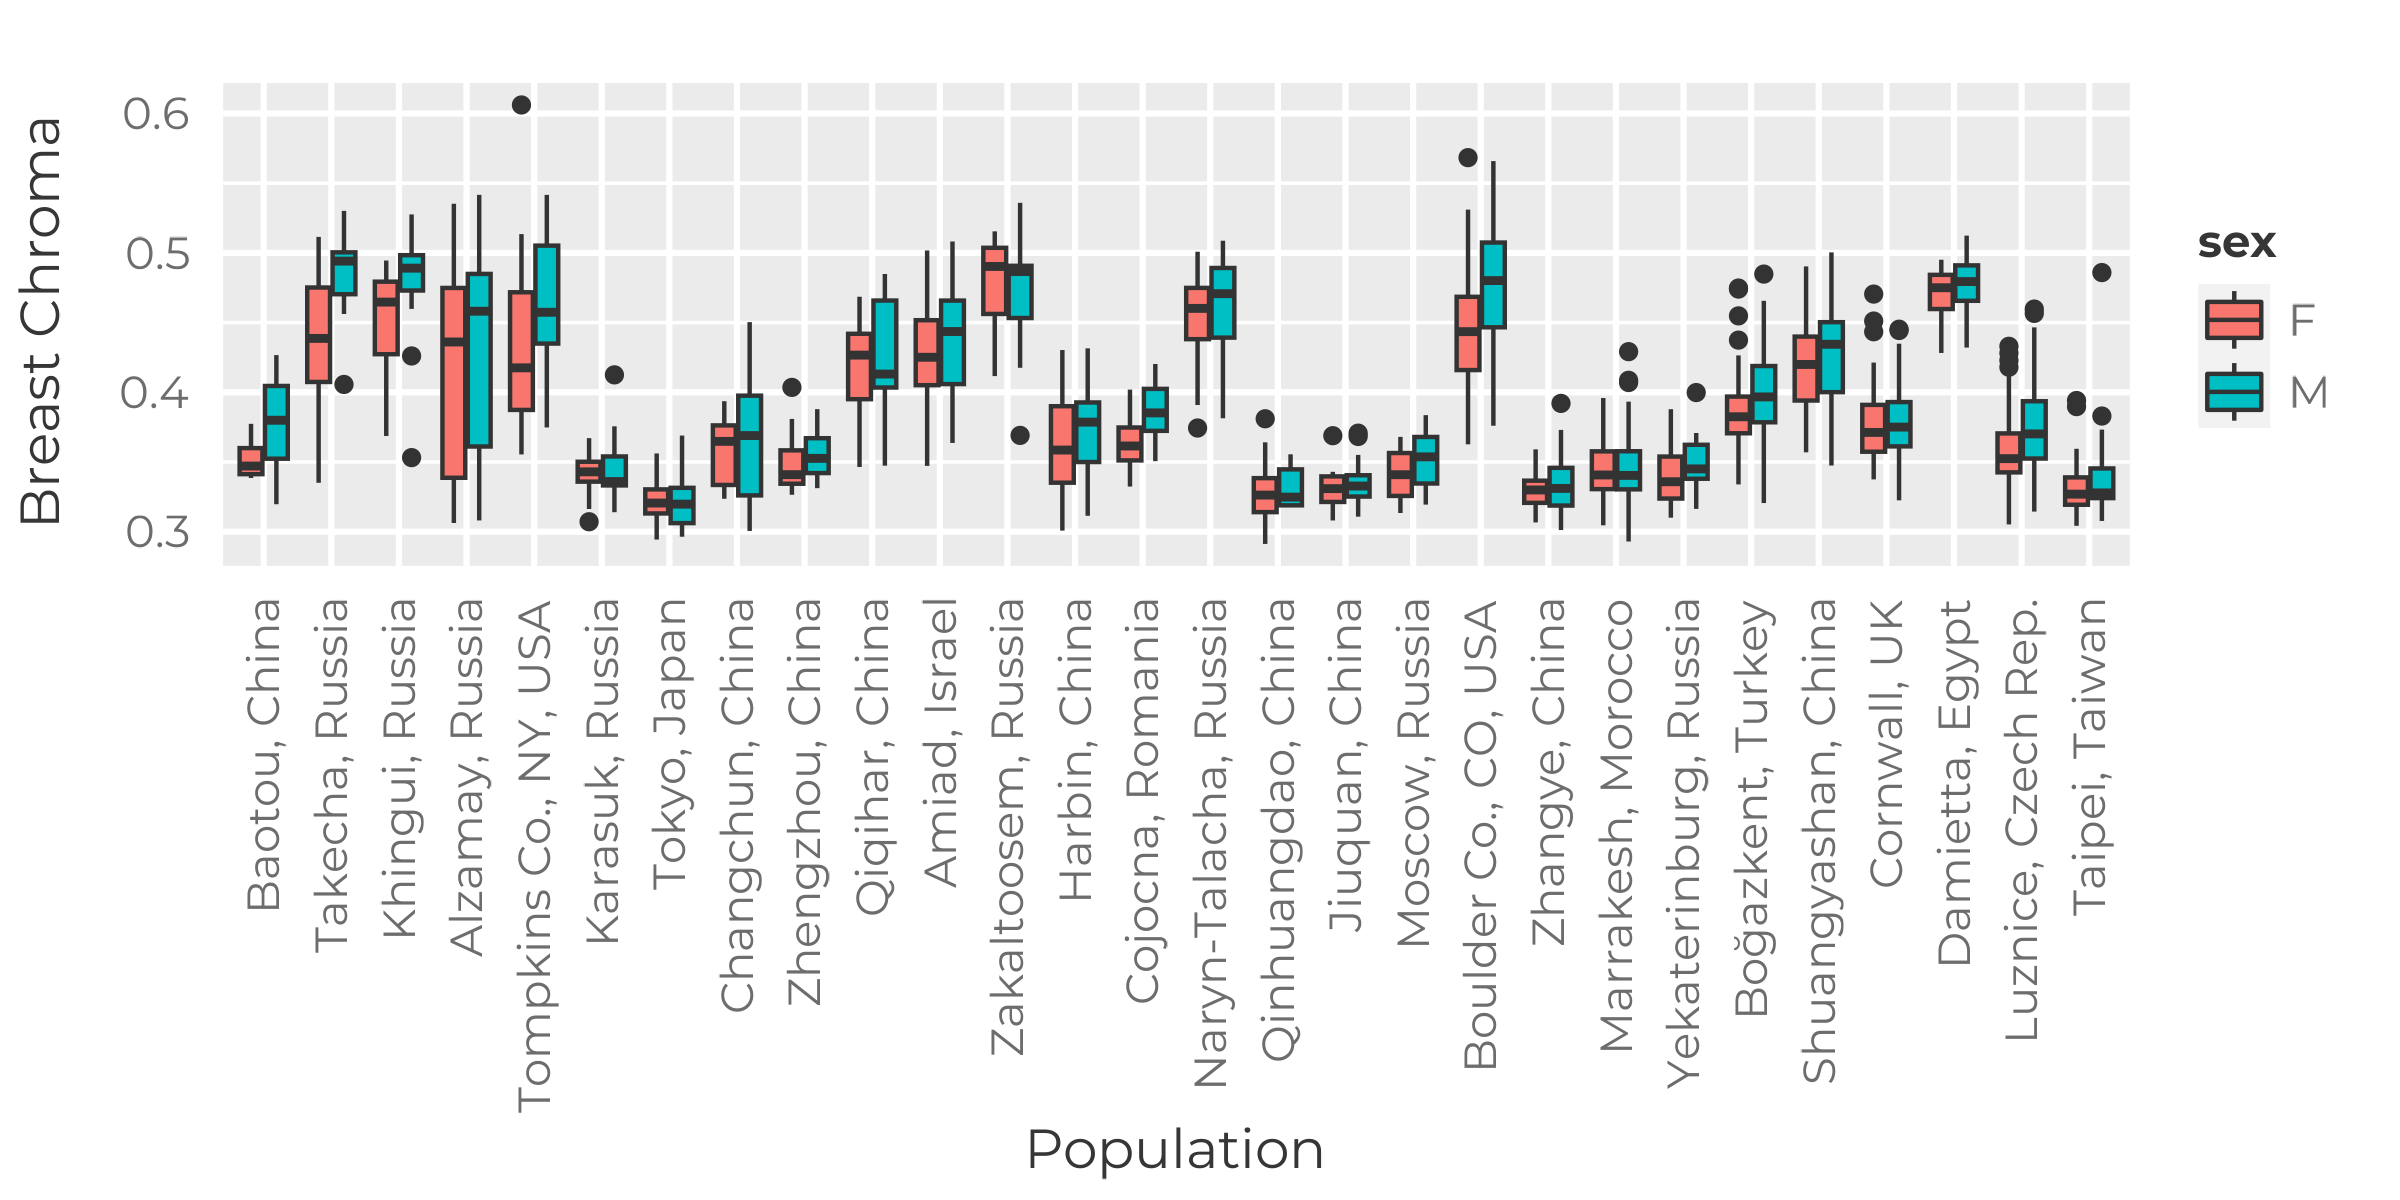 Breast Chroma
0.6
0.5
0.4
0.3
Baotou, China
Takecha, Russia
Khingui, Russia
Alzamay, Russia
Tompkins Co., NY, USA
Karasuk, Russia
Tokyo, Japan
Changchun, China
Zhengzhou, China
Qiqihar, China
Amiad, Israel
Zakaltoosem, Russia
Harbin, China
Cojocna, Romania
Naryn-Talacha, Russia
Qinhuangdao, China
Jiuquan, China
Moscow, Russia
Boulder Co., CO, USA
Zhangye, China
Marrakesh, Morocco
Yekaterinburg, Russia
Boğazkent, Turkey
Shuangyashan, China
Cornwall, UK
Damietta, Egypt
Luznice, Czech Rep.
Taipei, Taiwan
Population
sex
F
M